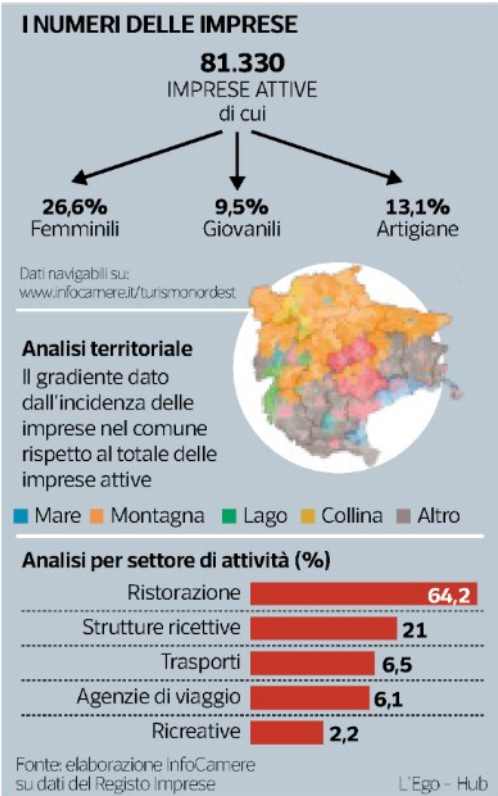 I NUMERI DELLE IMPRESE
81.330
IMPRESE ATTIVE
di cui
26,6%
Femminili
9,5%
Giovanili
13,1%
Artigiane
Dati navigabili su:
www.infocamere.it/turismonordest
Analisi territoriale
Il gradiente dato
dall'incidenza delle
imprese nel comune
rispetto al totale delle
imprese attive
Mare Montagna Lago Collina Altro
Analisi per settore di attività (%)
Ristorazione 64,2
Strutture ricettive 21
Trasporti 6,5
Agenzie di viaggio 6,1
Ricreative 2,2
Fonte: elaborazione InfoCamere
su dati del Registo Imprese
L'Ego - Hub